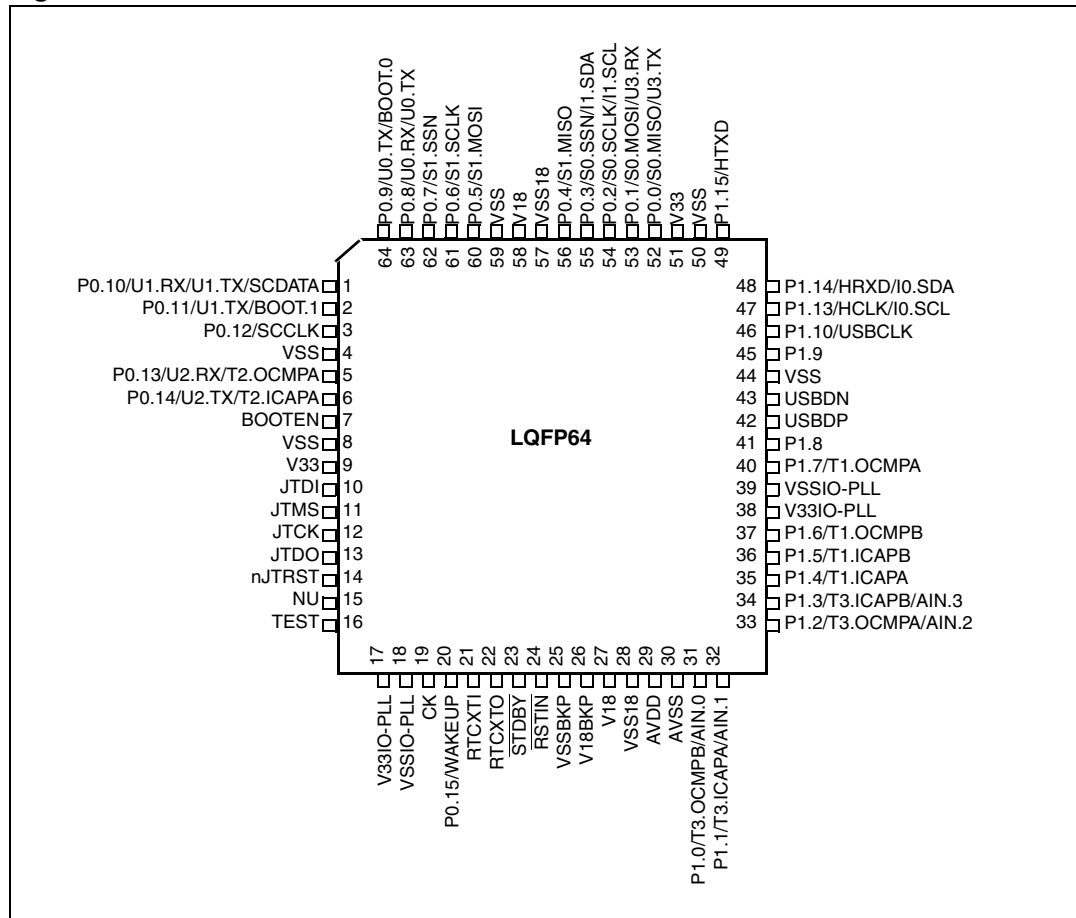 P0.9/U0.TX/BOOT.0
P0.8/U0.RX/U0.TX
P0.7/S1.SSN
P0.6/S1.SCLK
P0.5/S1.MOSI
VSS
V18
VSS18
P0.4/S1.MISO
P0.3/S0.SSN/I1.SDA
P0.2/S0.SCLK/I1.SCL
P0.1/S0.MOSI/U3.RX
P0.0/S0.MISO/U3.TX
V33
VSS
P1.15/HTXD
64
63
62
61
60
59
58
57
56
55
54
53
52
51
50
49
P0.10/U1.RX/U1.TX/SCDATA 1
P0.11/U1.TX/BOOT.1 2
P0.12/SCCLK 3
VSS 4
P0.13/U2.RX/T2.OCMPA 5
P0.14/U2.TX/T2.ICAPA 6
BOOTEN 7
VSS 8
V33 9
JTDI 10
JTMS 11
JTCK 12
JTDO 13
nJTRST 14
NU 15
TEST 16
LQFP64
48 P1.14/HRXD/I0.SDA
47 P1.13/HCLK/I0.SCL
46 P1.10/USBCLK
45 P1.9
44 VSS
43 USBDN
42 USBDP
41 P1.8
40 P1.7/T1.OCMPA
39 VSSIO-PLL
38 V33IO-PLL
37 P1.6/T1.OCMPB
36 P1.5/T1.ICAPB
35 P1.4/T1.ICAPA
34 P1.3/T3.ICAPB/AIN.3
33 P1.2/T3.OCMPA/AIN.2
17
18
19
20
21
22
23
24
25
26
27
28
29
30
31
32
V33IO-PLL
VSSIO-PLL
CK
P0.15/WAKEUP
RTCXTI
RTCXTO
STDBY
RSTIN
VSSBKP
V18BKP
V18
VSS18
AVDD
AVSS
P1.0/T3.OCMPB/AIN.0
P1.1/T3.ICAPA/AIN.1